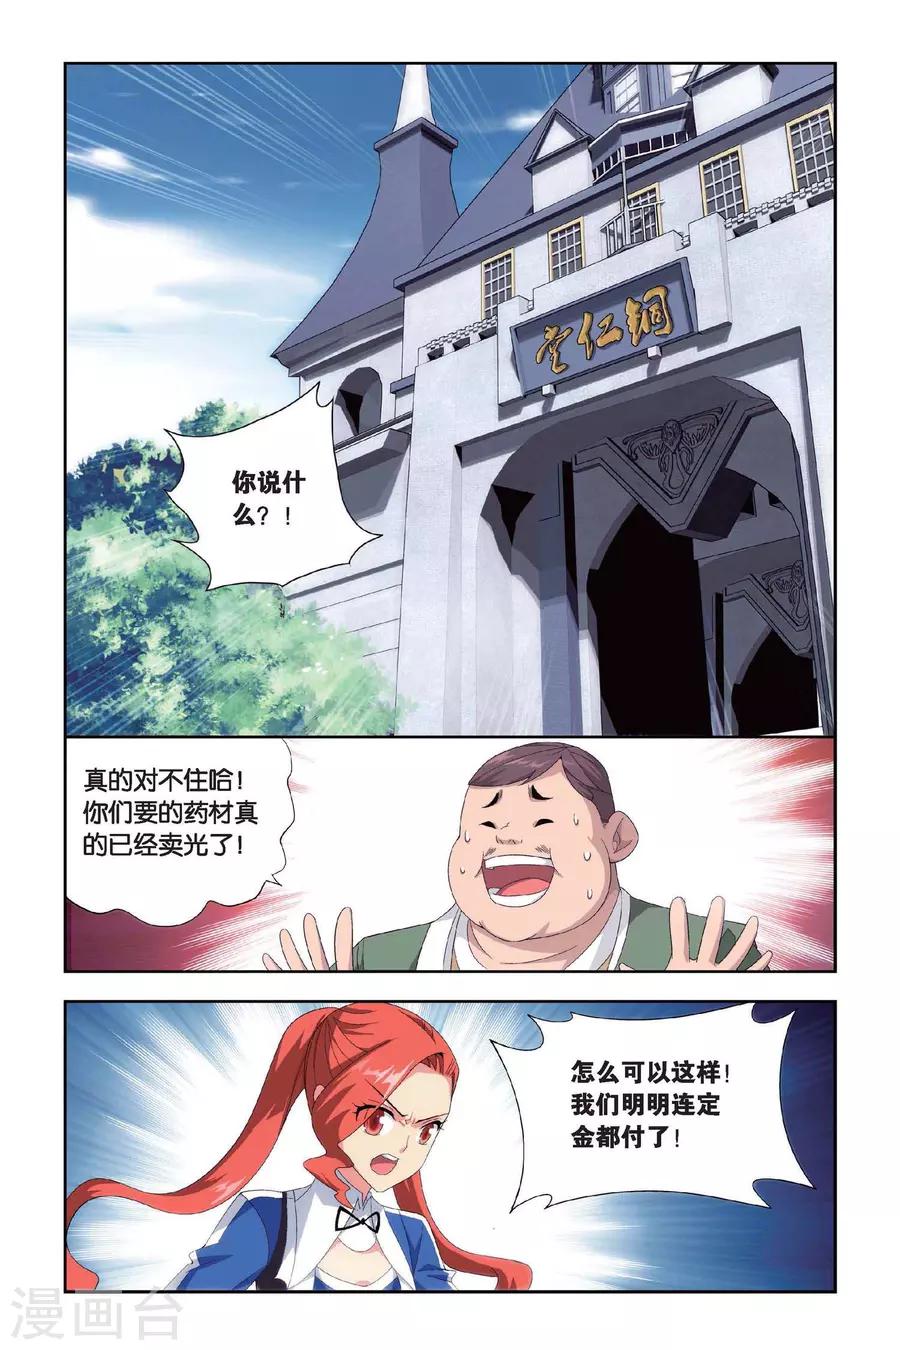 堂仁铜
你说什
么？！
真的对不住哈！
你们要的药材真
的已经卖光了！
怎么可以这样！
我们明明连定
金都付了！
漫画台